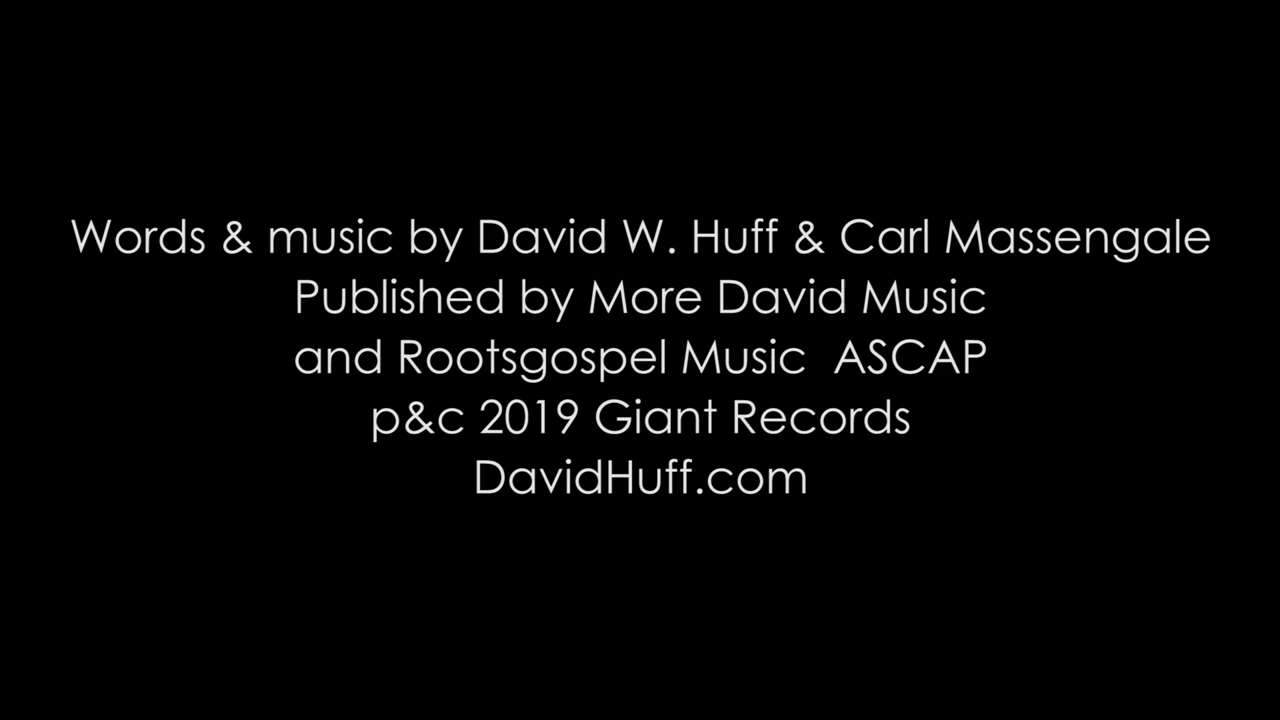 Words & music by David W. Huff & Carl Massengale
Published by More David Music
and Rootsgospel Music  ASCAP
p&c 2019 Giant Records
DavidHuff.com